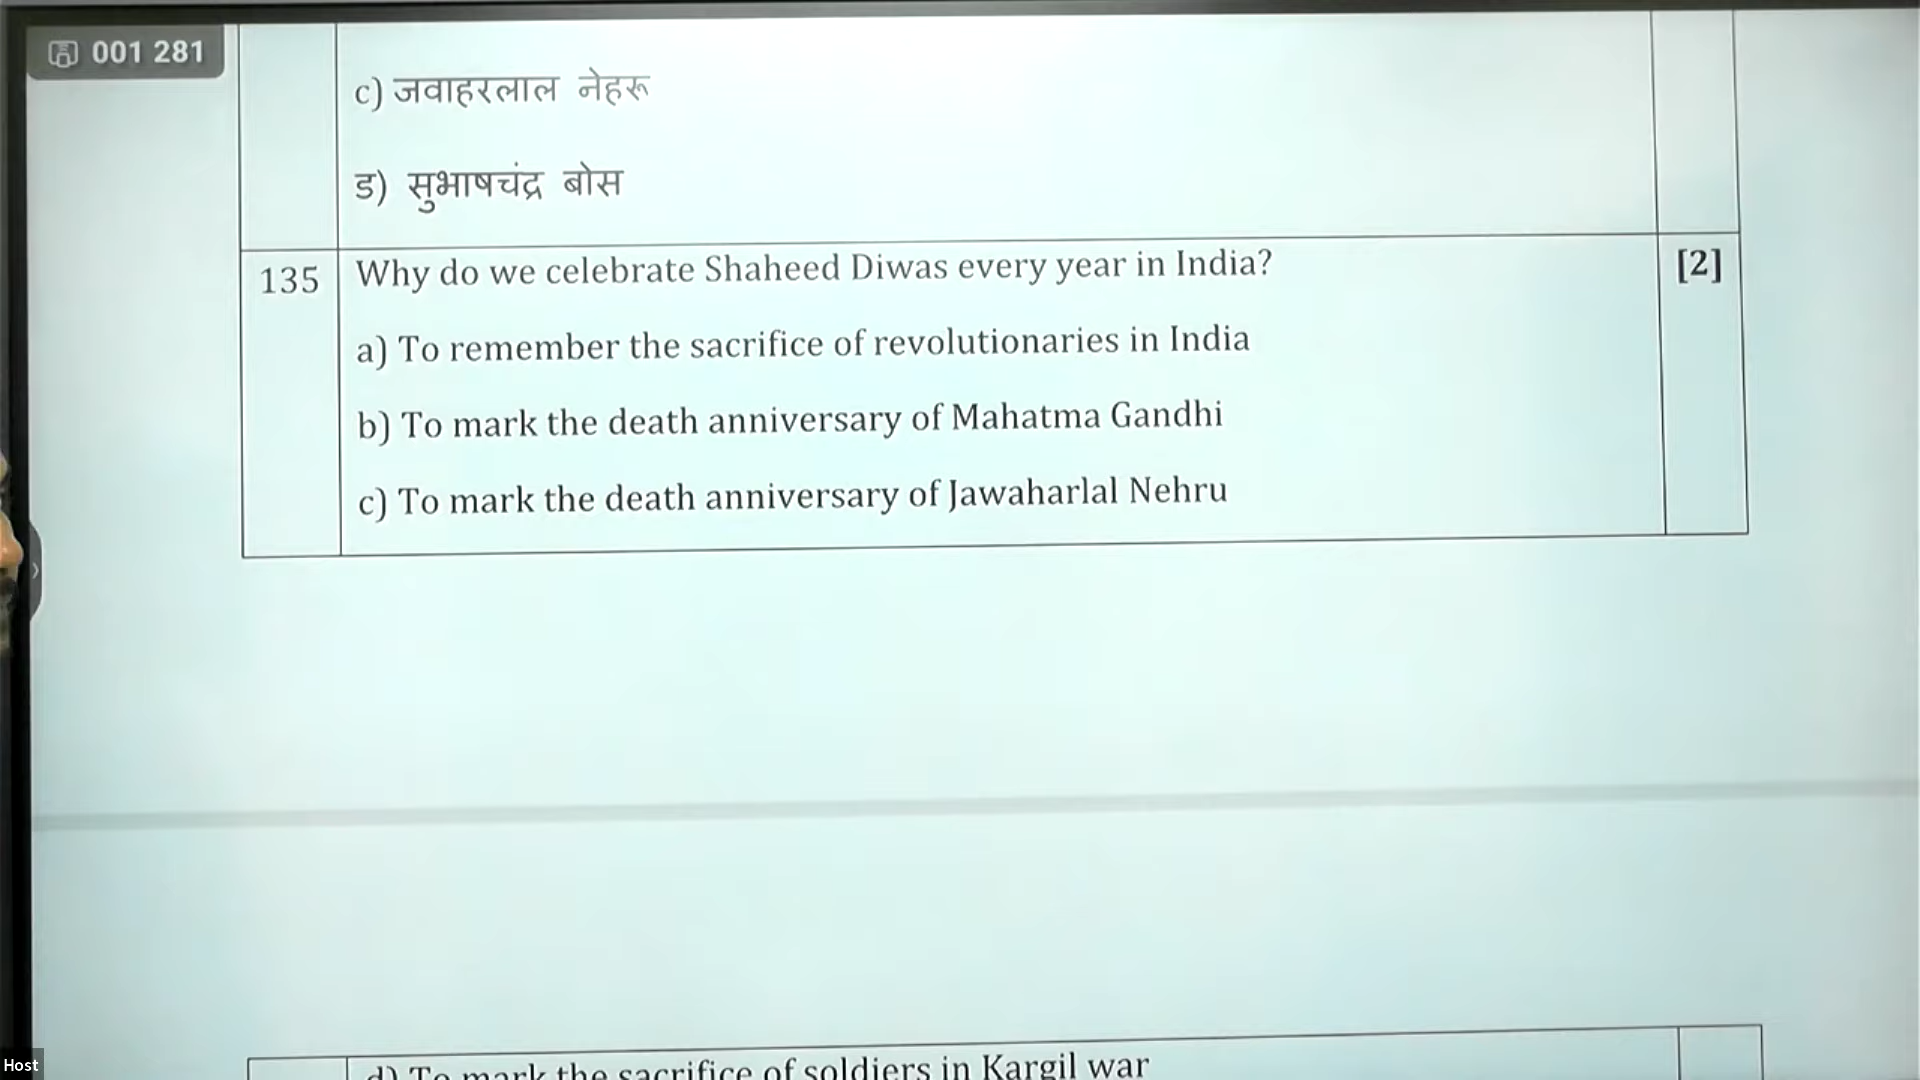 001 281
c) जवाहरलाल नेहरू
ड) सुभाषचंद्र बोस
135 Why do we celebrate Shaheed Diwas every year in India? [2]
a) To remember the sacrifice of revolutionaries in India
b) To mark the death anniversary of Mahatma Gandhi
c) To mark the death anniversary of Jawaharlal Nehru
d) To mark the sacrifice of soldiers in Kargil war
Host